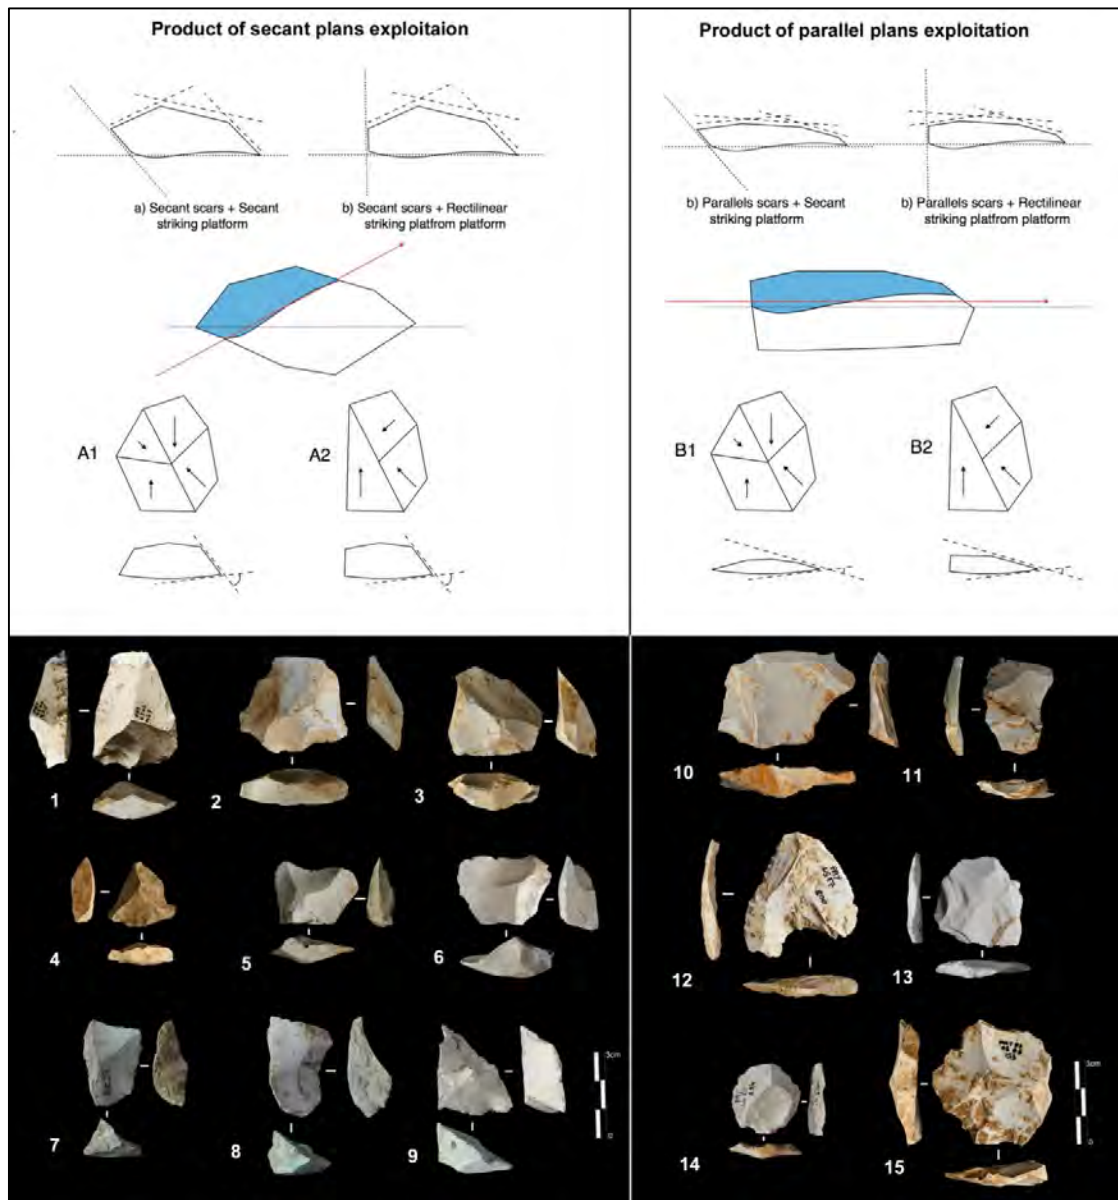 Product of secant plans exploitaion
a) Secant scars + Secant
striking platform
b) Secant scars + Rectilinear
striking platfrom platform
A1
A2
Product of parallel plans exploitation
b) Parallels scars + Secant
striking platform
b) Parallels scars + Rectilinear
striking platfrom platform
B1
B2
1
2
3
4
5
6
7
8
9
3cm
0
10
11
12
13
14
15
3cm
0